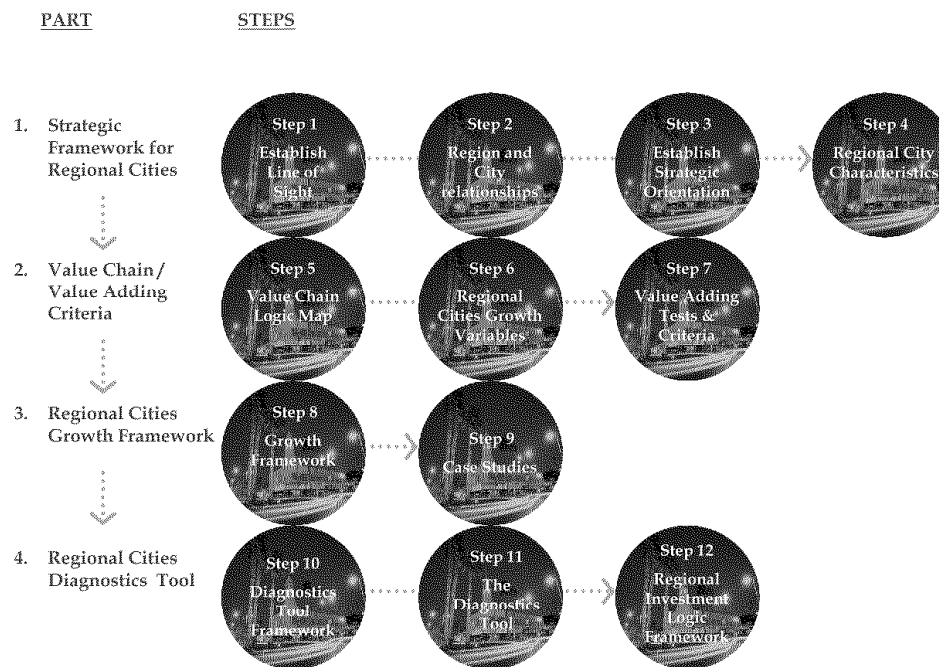 PART
STEPS
1. Strategic
Framework for
Regional Cities
Step 1
Establish
Line of
Sight
Step 2
Region and
City
relationships
Step 3
Establish
Strategic
Orientation
Step 4
Regional City
Characteristics
2. Value Chain /
Value Adding
Criteria
Step 5
Value Chain
Logic Map
Step 6
Regional
Cities Growth
Variables
Step 7
Value Adding
Tests &
Criteria
3. Regional Cities
Growth Framework
Step 8
Growth
Framework
Step 9
Case Studies
4. Regional Cities
Diagnostics Tool
Step 10
Diagnostics
Tool
Framework
Step 11
The
Diagnostics
Tool
Step 12
Regional
Investment
Logic
Framework